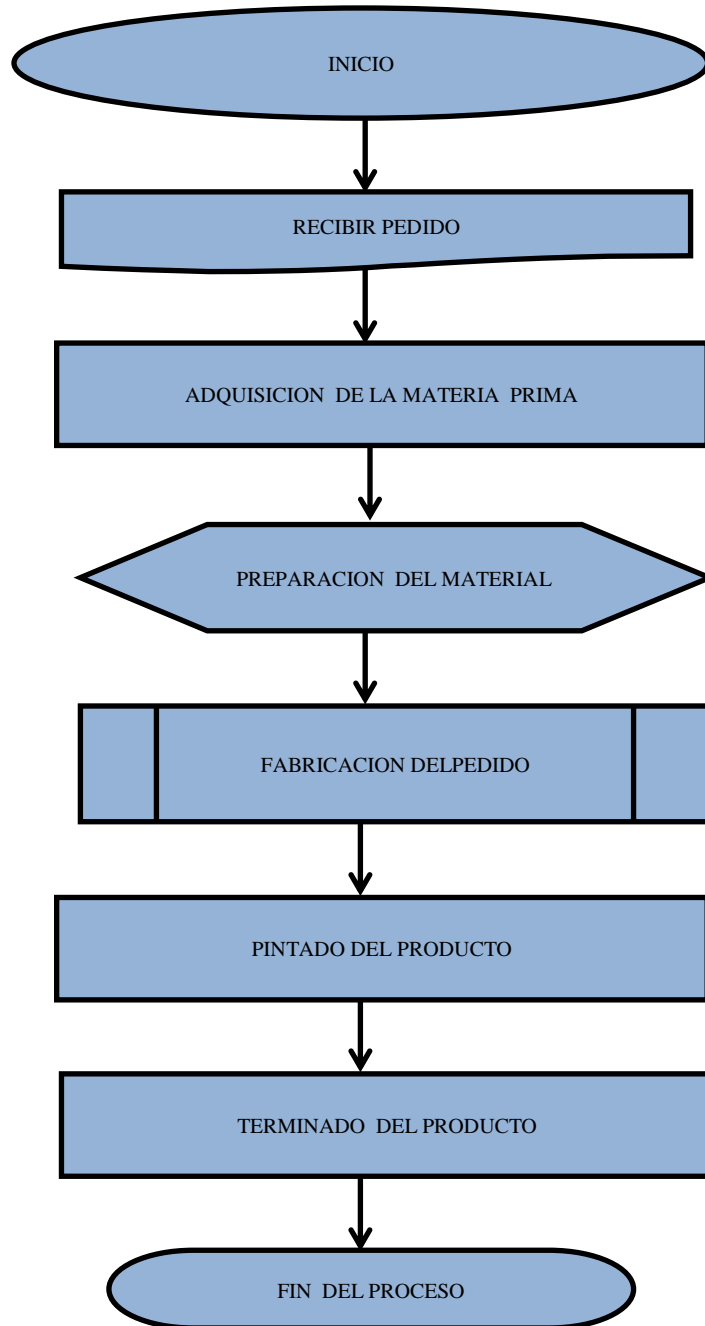 INICIO
RECIBIR PEDIDO
ADQUISICION DE LA MATERIA PRIMA
PREPARACION DEL MATERIAL
FABRICACION DELPEDIDO
PINTADO DEL PRODUCTO
TERMINADO DEL PRODUCTO
FIN DEL PROCESO